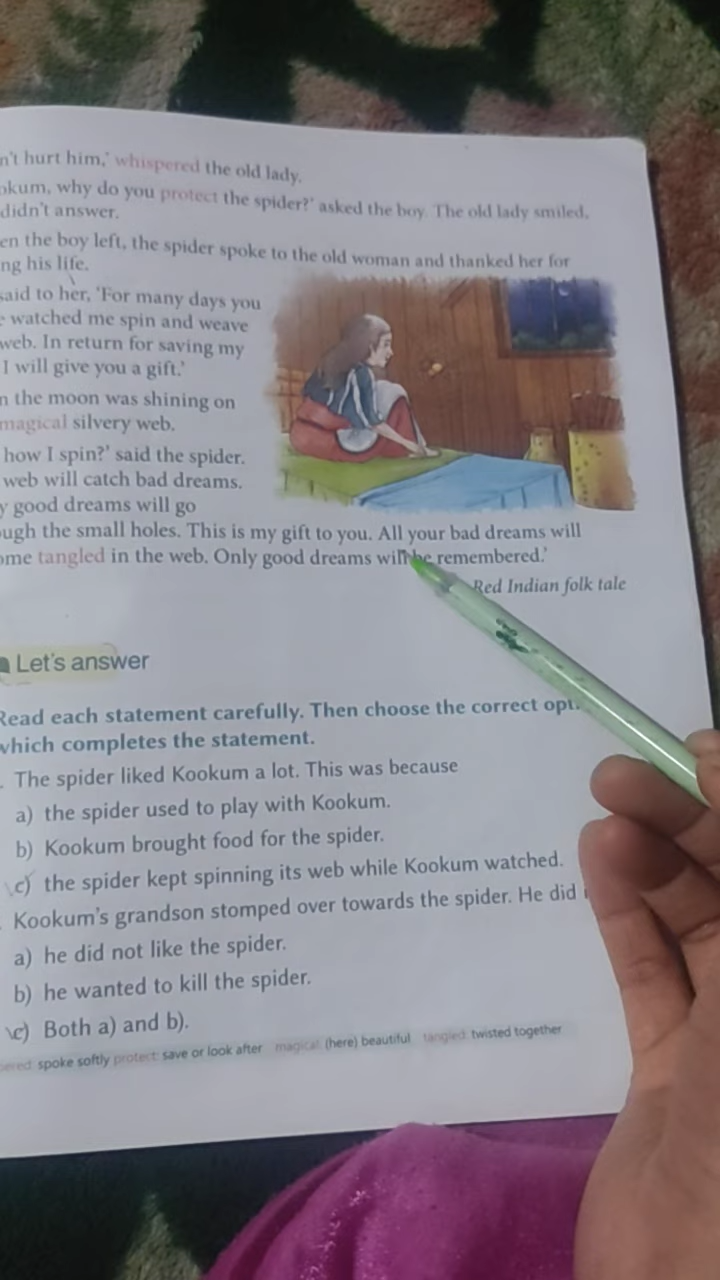 n't hurt him,' whispered the old lady.
okum, why do you protect the spider?' asked the boy. The old lady smiled.
didn't answer.
en the boy left, the spider spoke to the old woman and thanked her for
ng his life.
said to her, 'For many days you
e watched me spin and weave
web. In return for saving my
I will give you a gift.'
n the moon was shining on
magical silvery web.
how I spin?' said the spider.
web will catch bad dreams.
y good dreams will go
ugh the small holes. This is my gift to you. All your bad dreams will
ome tangled in the web. Only good dreams will be remembered.'
Red Indian folk tale
Let's answer
Read each statement carefully. Then choose the correct opt
which completes the statement.
. The spider liked Kookum a lot. This was because
a) the spider used to play with Kookum.
b) Kookum brought food for the spider.
c) the spider kept spinning its web while Kookum watched.
. Kookum's grandson stomped over towards the spider. He did
a) he did not like the spider.
b) he wanted to kill the spider.
c) Both a) and b).
ered: spoke softly protect: save or look after magical: (here) beautiful tangled: twisted together